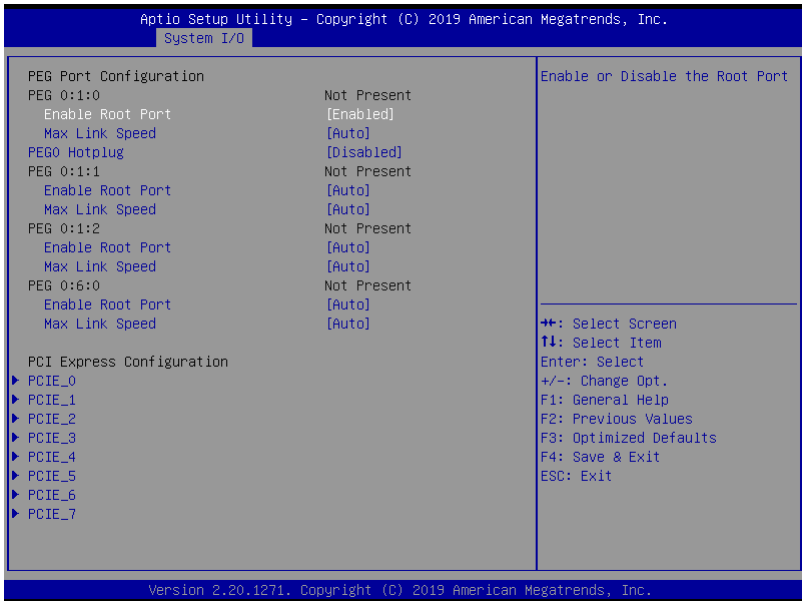 Aptio Setup Utility – Copyright (C) 2019 American Megatrends, Inc.
System I/O
PEG Port Configuration
PEG 0:1:0 Not Present
Enable Root Port [Enabled]
Max Link Speed [Auto]
PEG0 Hotplug [Disabled]
PEG 0:1:1 Not Present
Enable Root Port [Auto]
Max Link Speed [Auto]
PEG 0:1:2 Not Present
Enable Root Port [Auto]
Max Link Speed [Auto]
PEG 0:6:0 Not Present
Enable Root Port [Auto]
Max Link Speed [Auto]
PCI Express Configuration
PCIE_0
PCIE_1
PCIE_2
PCIE_3
PCIE_4
PCIE_5
PCIE_6
PCIE_7
Enable or Disable the Root Port
→←: Select Screen
↑↓: Select Item
Enter: Select
+/-: Change Opt.
F1: General Help
F2: Previous Values
F3: Optimized Defaults
F4: Save & Exit
ESC: Exit
Version 2.20.1271. Copyright (C) 2019 American Megatrends, Inc.